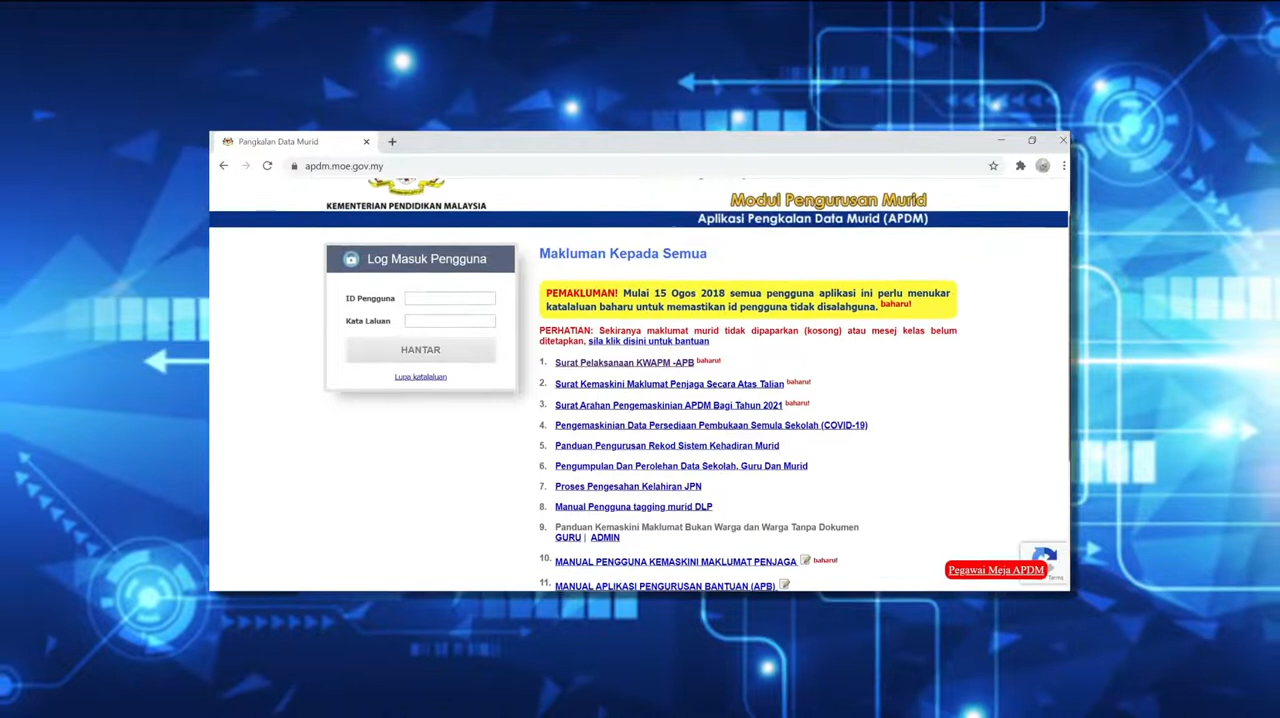 Pangkalan Data Murid
apdm.moe.gov.my
KEMENTERIAN PENDIDIKAN MALAYSIA
Modul Pengurusan Murid
Aplikasi Pengkalan Data Murid (APDM)
Log Masuk Pengguna
ID Pengguna
Kata Laluan
HANTAR
Lupa katalaluan
Makluman Kepada Semua
PEMAKLUMAN! Mulai 15 Ogos 2018 semua pengguna aplikasi ini perlu menukar
katalaluan baharu untuk memastikan id pengguna tidak disalahguna. baharu!
PERHATIAN: Sekiranya maklumat murid tidak dipaparkan (kosong) atau mesej kelas belum
ditetapkan, sila klik disini untuk bantuan
1. Surat Pelaksanaan KWAPM -APB baharu!
2. Surat Kemaskini Maklumat Penjaga Secara Atas Talian baharu!
3. Surat Arahan Pengemaskinian APDM Bagi Tahun 2021 baharu!
4. Pengemaskinian Data Persediaan Pembukaan Semula Sekolah (COVID-19)
5. Panduan Pengurusan Rekod Sistem Kehadiran Murid
6. Pengumpulan Dan Perolehan Data Sekolah, Guru Dan Murid
7. Proses Pengesahan Kelahiran JPN
8. Manual Pengguna tagging murid DLP
9. Panduan Kemaskini Maklumat Bukan Warga dan Warga Tanpa Dokumen
GURU | ADMIN
10. MANUAL PENGGUNA KEMASKINI MAKLUMAT PENJAGA baharu!
11. MANUAL APLIKASI PENGURUSAN BANTUAN (APB)
Pegawai Meja APDM
Terms